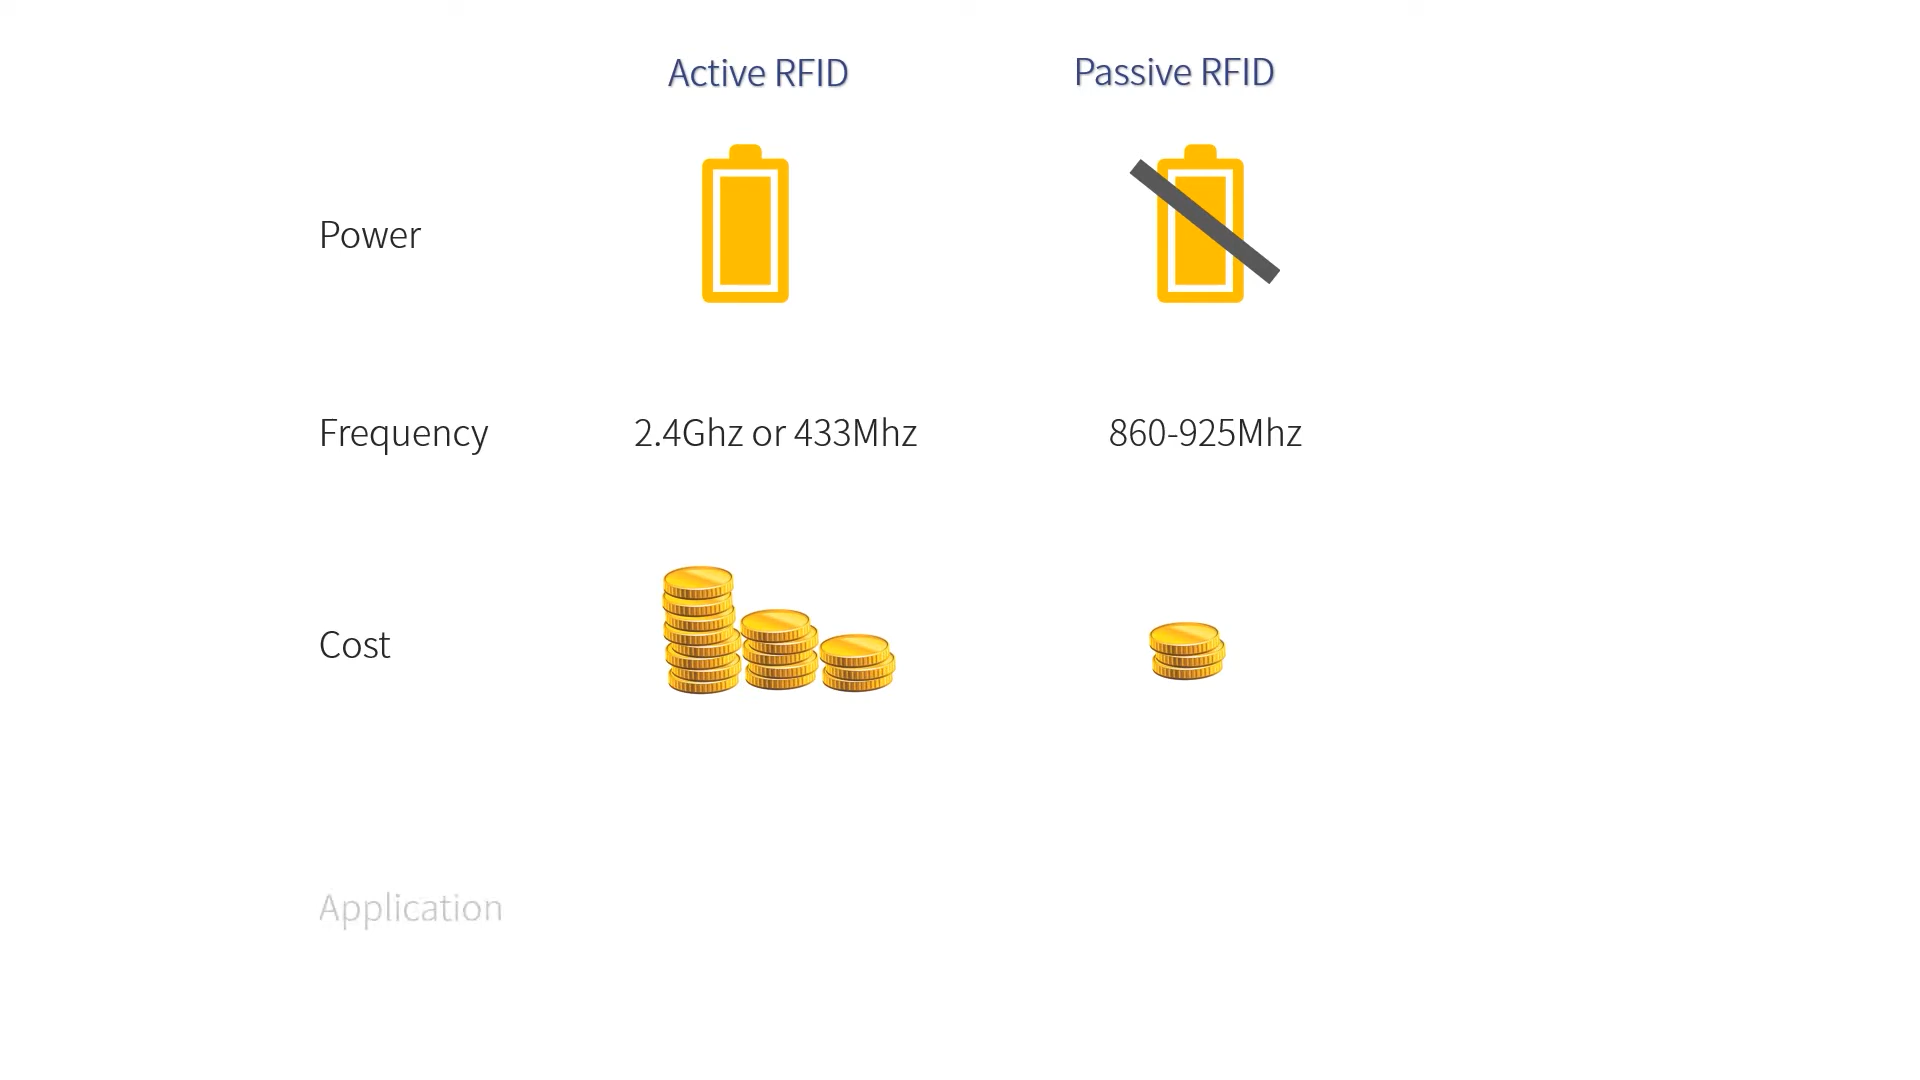 Active RFID
Passive RFID
Power
Frequency
2.4Ghz or 433Mhz
860-925Mhz
Cost
Application